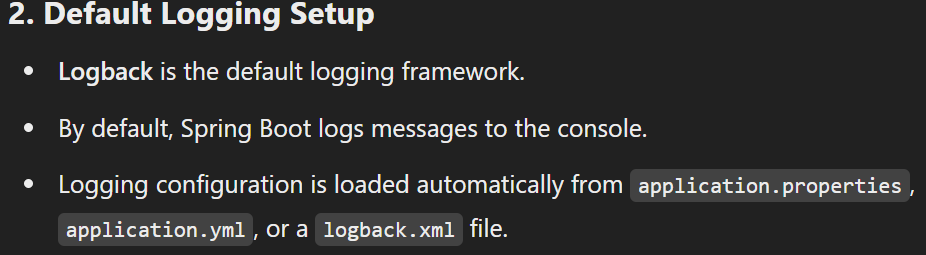 2. Default Logging Setup
• Logback is the default logging framework.
• By default, Spring Boot logs messages to the console.
• Logging configuration is loaded automatically from application.properties,
application.yml, or a logback.xml file.